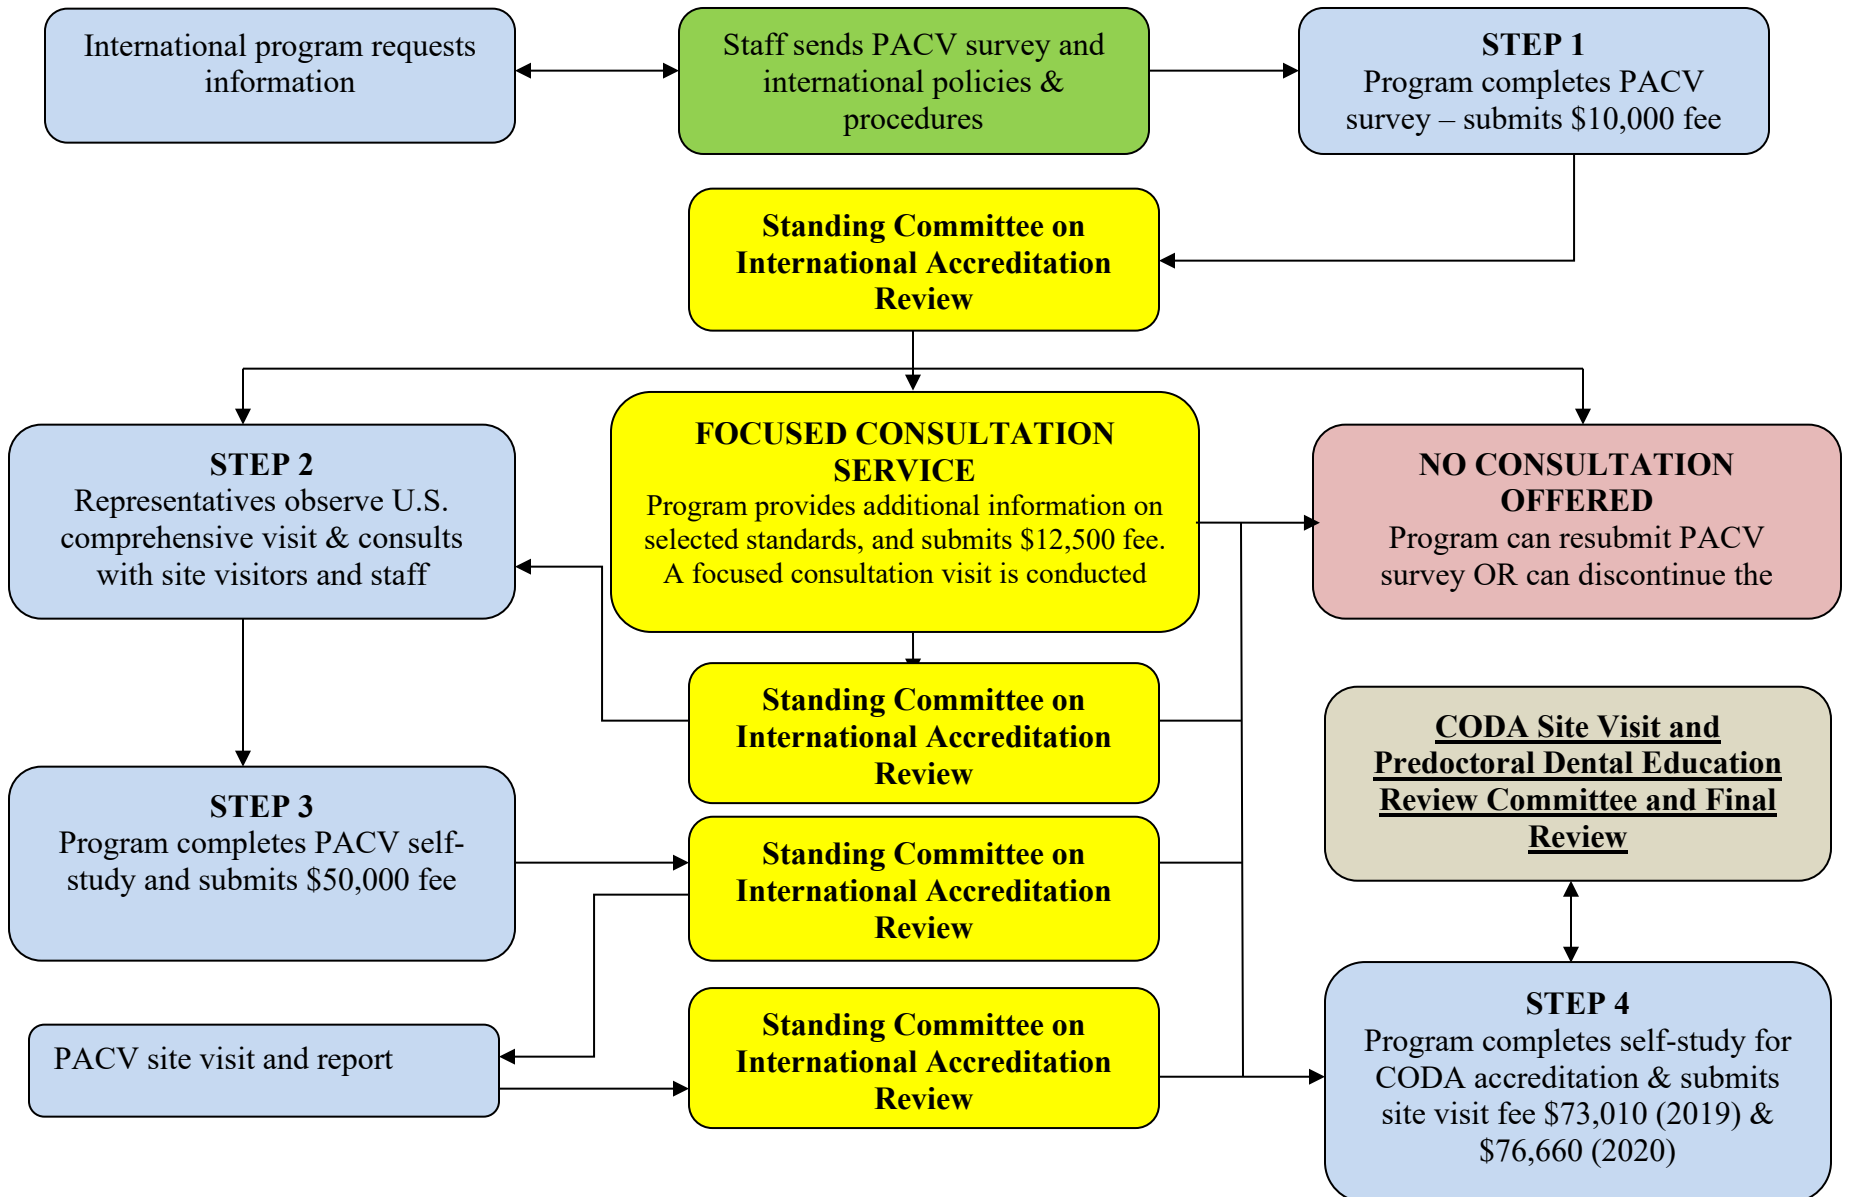 International program requests
information
Staff sends PACV survey and
international policies &
procedures
STEP 1
Program completes PACV
survey – submits $10,000 fee
Standing Committee on
International Accreditation
Review
STEP 2
Representatives observe U.S.
comprehensive visit & consults
with site visitors and staff
FOCUSED CONSULTATION
SERVICE
Program provides additional information on
selected standards, and submits $12,500 fee.
A focused consultation visit is conducted
NO CONSULTATION
OFFERED
Program can resubmit PACV
survey OR can discontinue the
Standing Committee on
International Accreditation
Review
STEP 3
Program completes PACV self-
study and submits $50,000 fee
Standing Committee on
International Accreditation
Review
CODA Site Visit and
Predoctoral Dental Education
Review Committee and Final
Review
PACV site visit and report
Standing Committee on
International Accreditation
Review
STEP 4
Program completes self-study for
CODA accreditation & submits
site visit fee $73,010 (2019) &
$76,660 (2020)